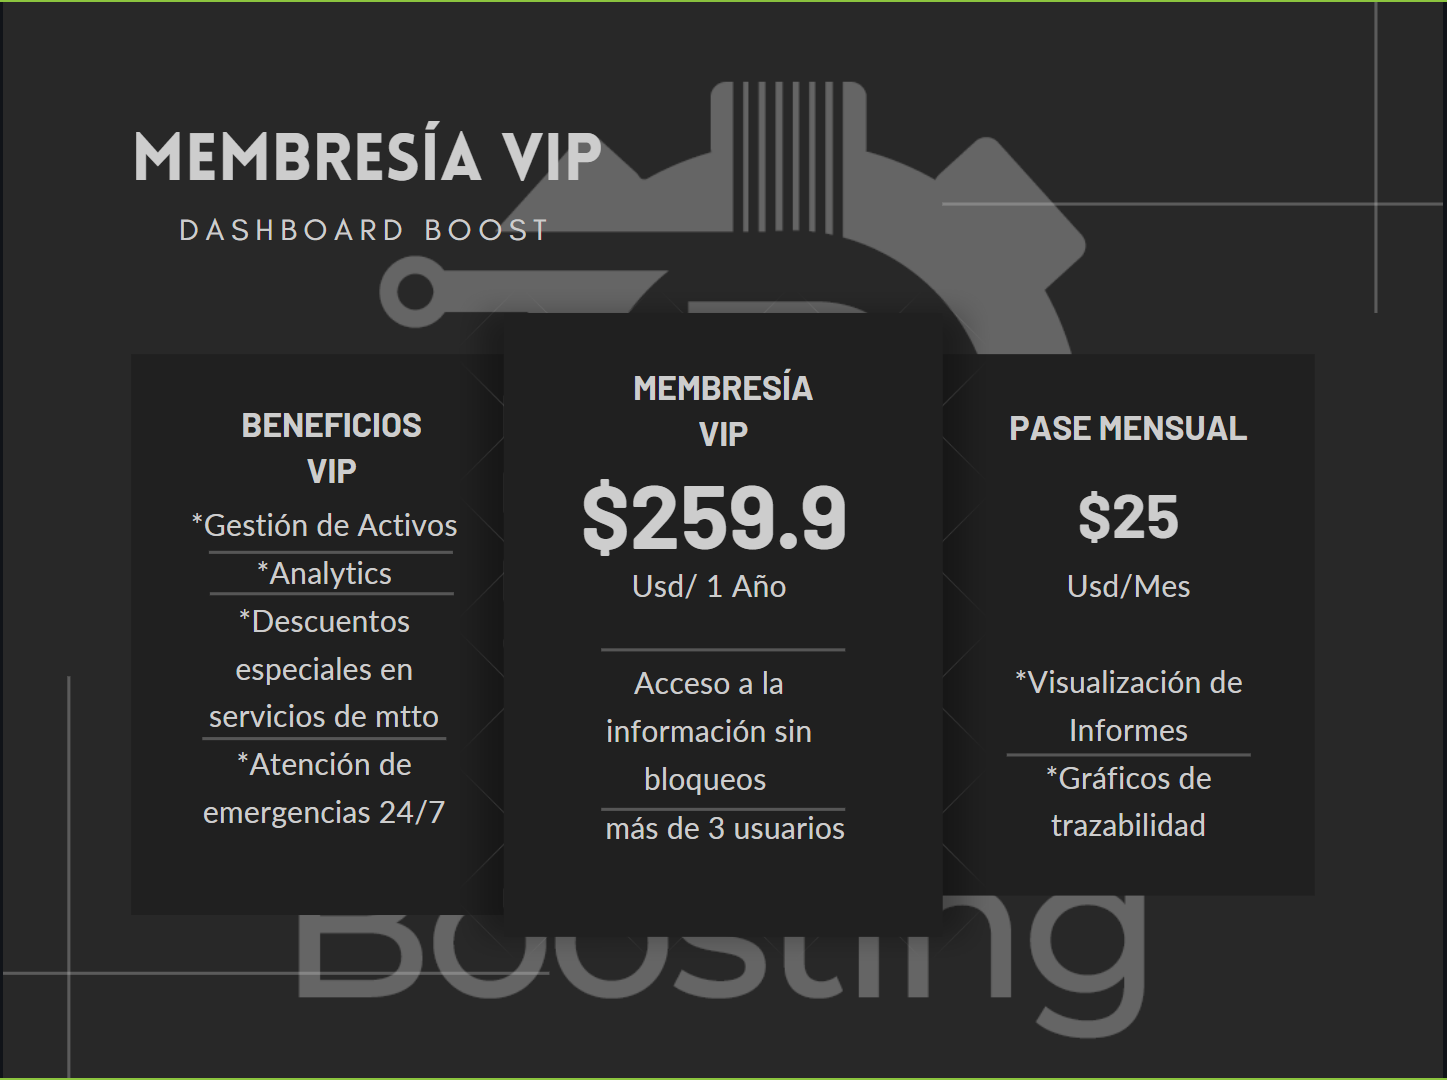 MEMBRESÍA VIP
DASHBOARD BOOST
BENEFICIOS
VIP
*Gestión de Activos
*Analytics
*Descuentos
especiales en
servicios de mtto
*Atención de
emergencias 24/7
MEMBRESÍA
VIP
$259.9
Usd/ 1 Año
Acceso a la
información sin
bloqueos
más de 3 usuarios
PASE MENSUAL
$25
Usd/Mes
*Visualización de
Informes
*Gráficos de
trazabilidad
Boosting